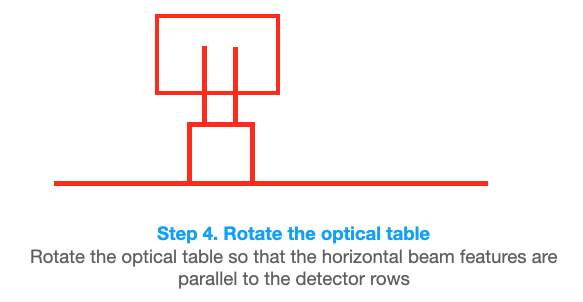 Step 4. Rotate the optical table
Rotate the optical table so that the horizontal beam features are
parallel to the detector rows